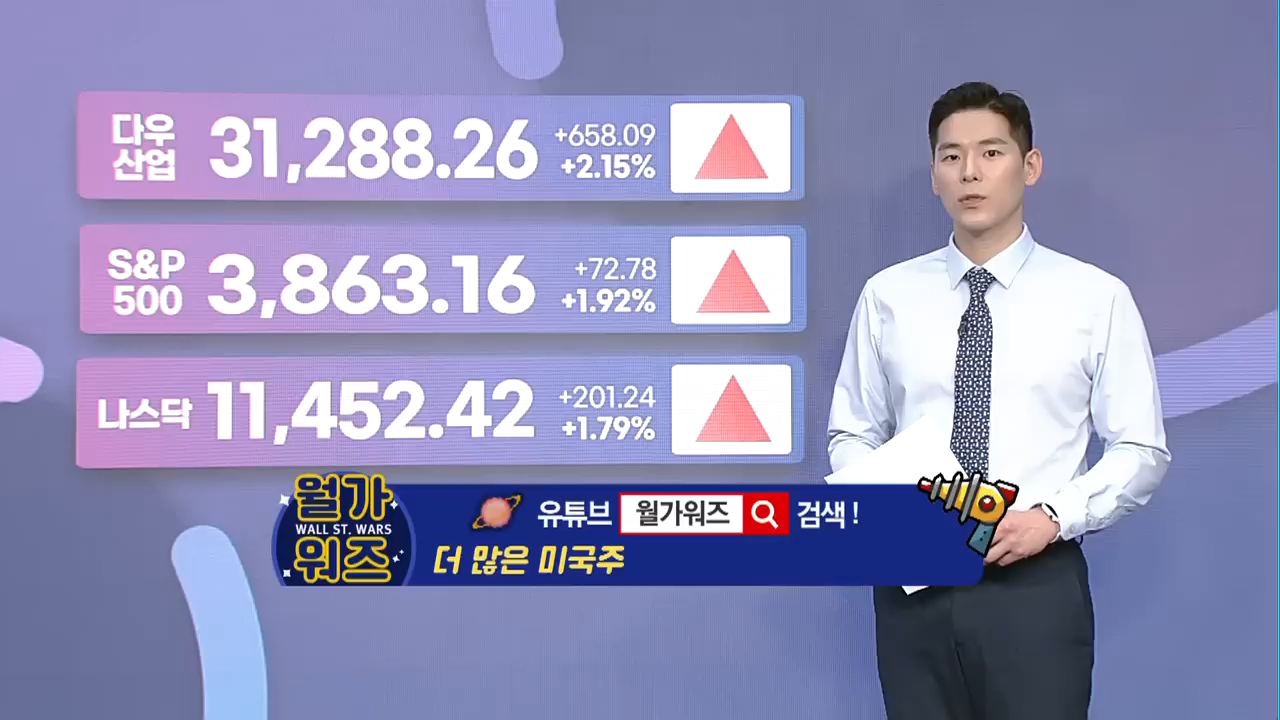 다우
산업
31,288.26
+658.09
+2.15%
S&P
500
3,863.16
+72.78
+1.92%
나스닥
11,452.42
+201.24
+1.79%
월가
WALL ST. WARS
워즈
유튜브 월가워즈 검색!
더 많은 미국주